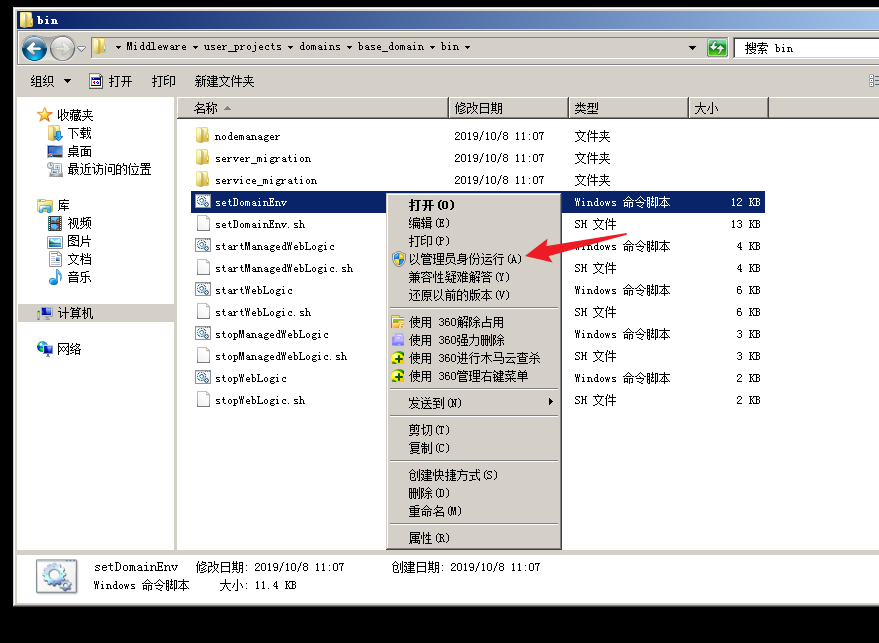 bin
Middleware user_projects domains base_domain bin
搜索 bin
组织 打开 打印 新建文件夹
名称 修改日期 类型 大小
收藏夹
下载
桌面
最近访问的位置
库
视频
图片
文档
音乐
计算机
网络
nodemanager 2019/10/8 11:07 文件夹
server_migration 2019/10/8 11:07 文件夹
service_migration 2019/10/8 11:07 文件夹
setDomainEnv Windows 命令脚本 12 KB
setDomainEnv.sh SH 文件 13 KB
startManagedWebLogic Windows 命令脚本 4 KB
startManagedWebLogic.sh SH 文件 4 KB
startWebLogic Windows 命令脚本 6 KB
startWebLogic.sh SH 文件 6 KB
stopManagedWebLogic Windows 命令脚本 3 KB
stopManagedWebLogic.sh SH 文件 3 KB
stopWebLogic Windows 命令脚本 2 KB
stopWebLogic.sh SH 文件 2 KB
打开(O)
编辑(E)
打印(P)
以管理员身份运行(A)
兼容性疑难解答(Y)
还原以前的版本(V)
使用 360解除占用
使用 360强力删除
使用 360进行木马云查杀
使用 360管理右键菜单
发送到(N)
剪切(T)
复制(C)
创建快捷方式(S)
删除(D)
重命名(M)
属性(R)
setDomainEnv 修改日期: 2019/10/8 11:07 创建日期: 2019/10/8 11:07
Windows 命令脚本 大小: 11.4 KB